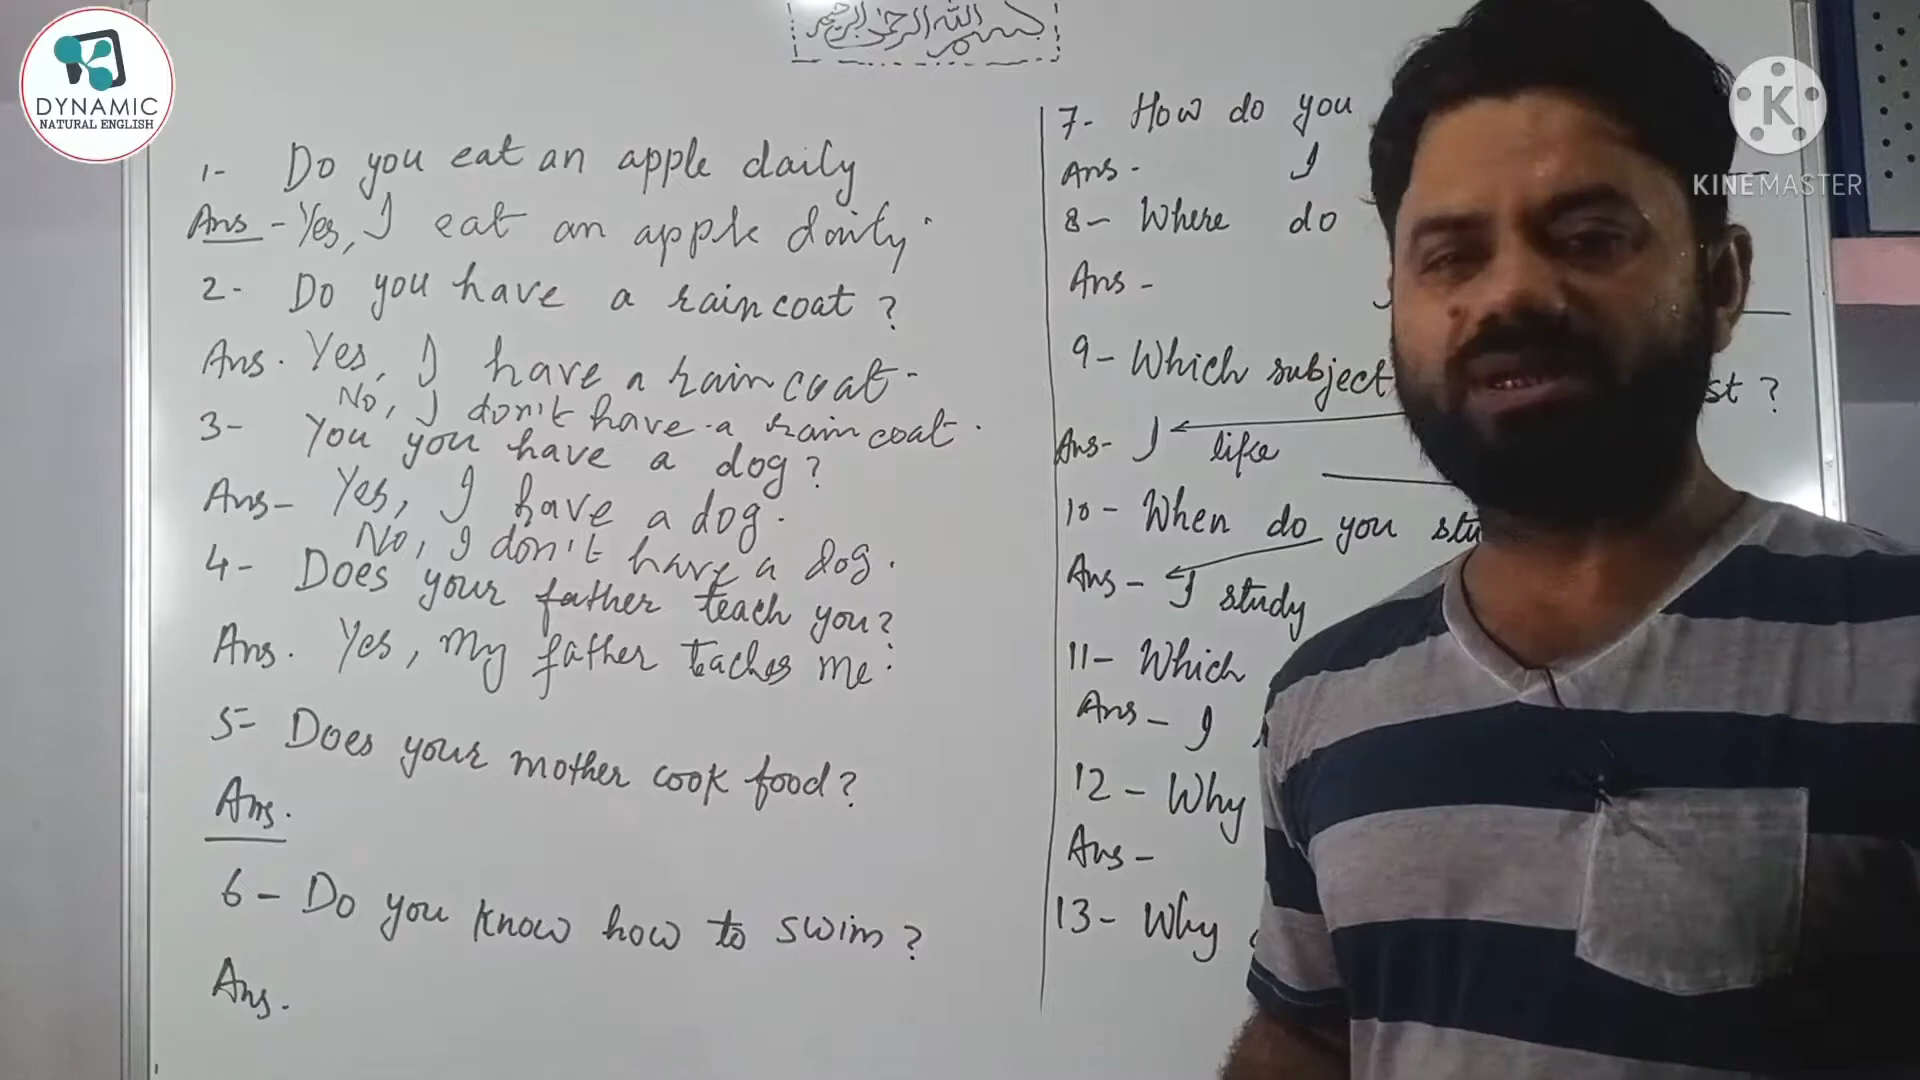 DYNAMIC
NATURAL ENGLISH
بسم الله الرحمن الرحيم
KINEMASTER
1- Do you eat an apple daily
Ans - Yes, I eat an apple daily.
2- Do you have a raincoat ?
Ans. Yes, I have a raincoat.
No, I don't have a raincoat.
3- You you have a dog ?
Ans- Yes, I have a dog.
No, I don't have a dog.
4- Does your father teach you?
Ans. Yes, My father teaches me.
5= Does your mother cook food?
Ans.
6- Do you know how to swim ?
Ans.
7- How do you
Ans- I
8- Where do
Ans-
9- Which subject st ?
Ans- I like
10- When do you
Ans- I study
11- Which
Ans- I
12- Why
Ans-
13- Why